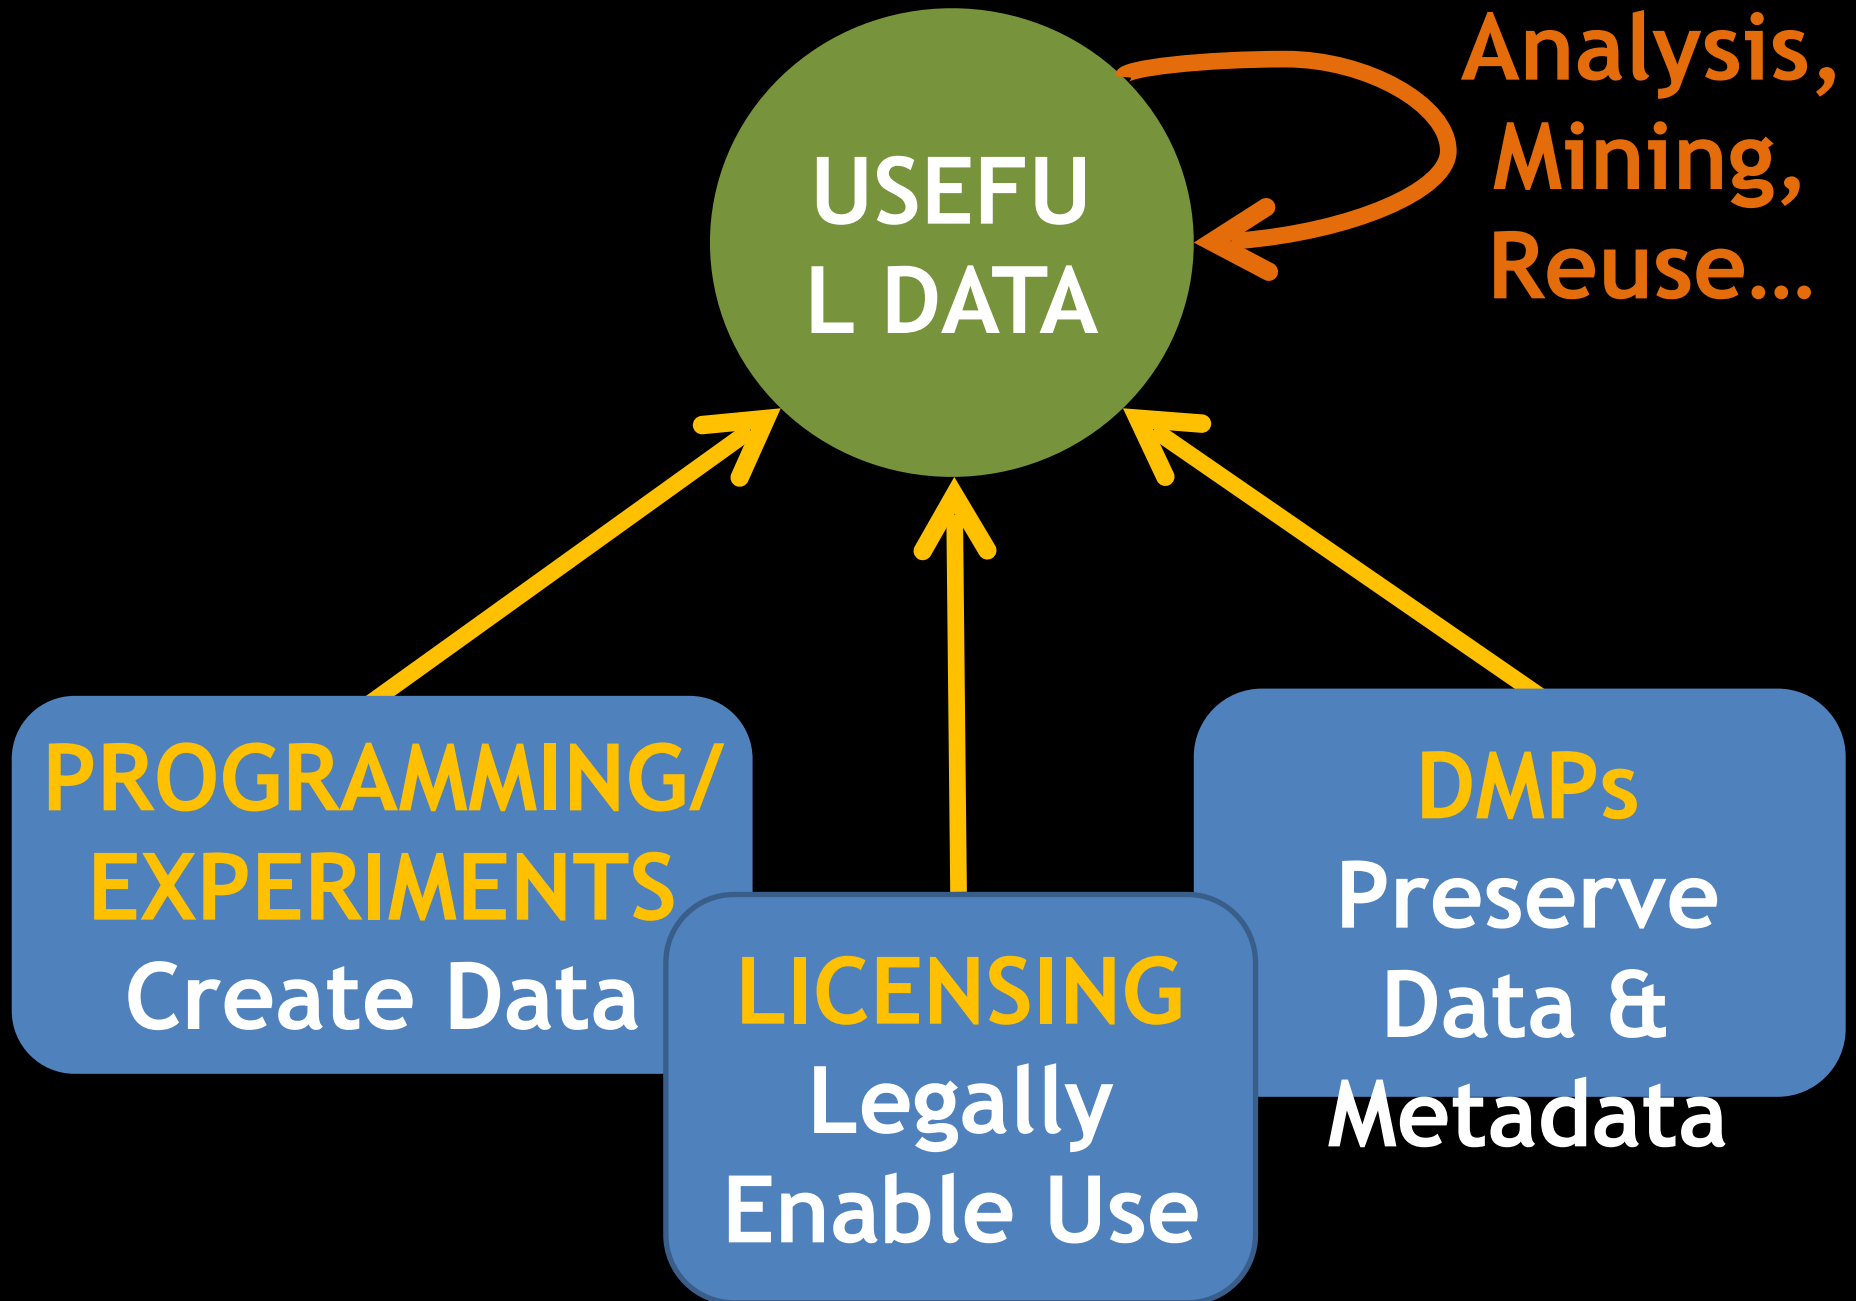 USEFU
L DATA
Analysis,
Mining,
Reuse…
PROGRAMMING/
EXPERIMENTS
Create Data
LICENSING
Legally
Enable Use
DMPs
Preserve
Data &
Metadata